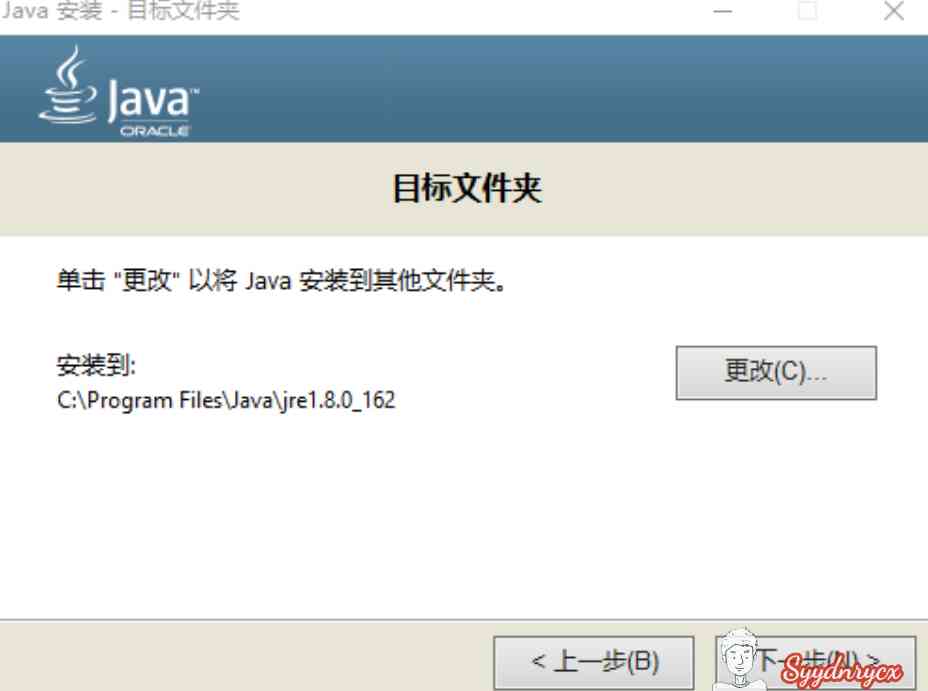 Java 安装 - 目标文件夹
Java™
ORACLE
目标文件夹
单击 "更改" 以将 Java 安装到其他文件夹。
安装到:
更改(C)...
C:\Program Files\Java\jre1.8.0_162
< 上一步(B)
下一步(N) >
Syydnrycx